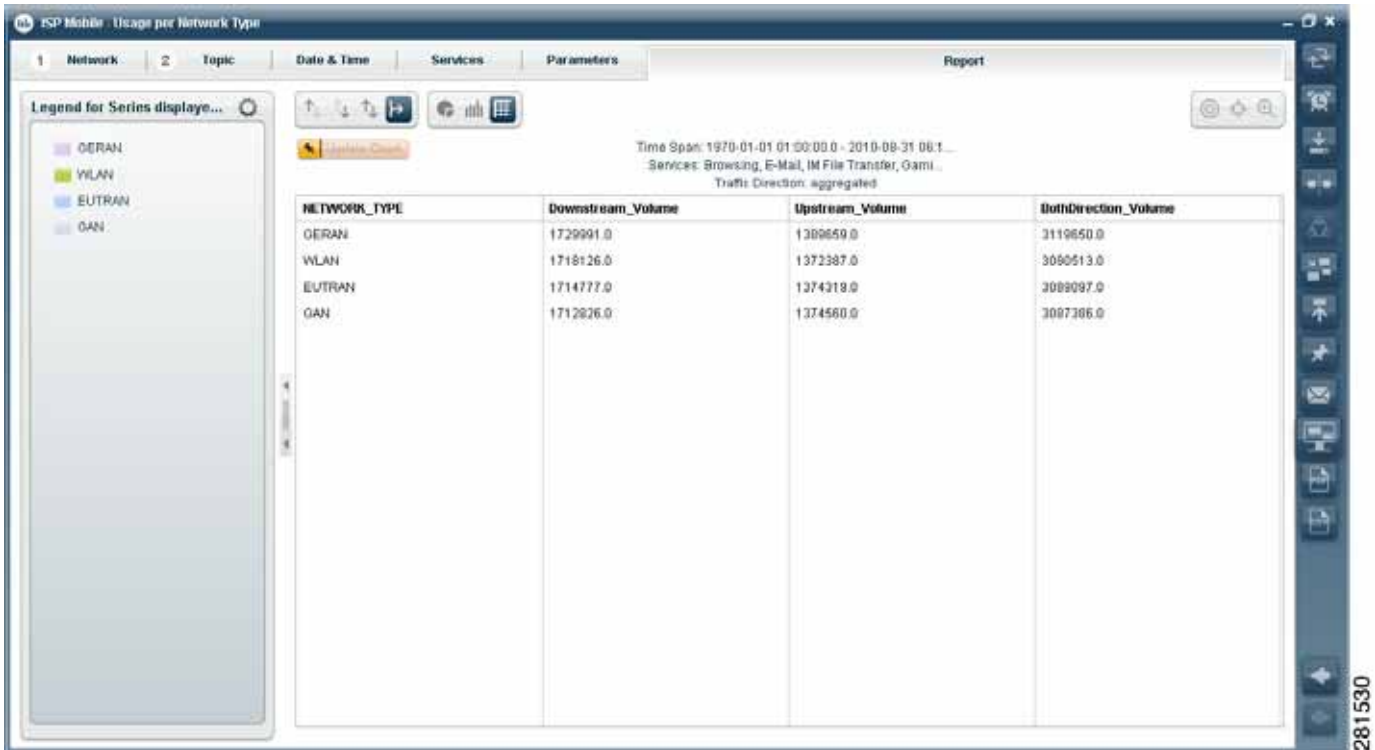 ISP Mobile : Usage per Network Type
1 Network 2 Topic Date & Time Services Parameters Report
Legend for Series displaye...
GERAN
WLAN
EUTRAN
GAN
Update Chart
Time Span: 1970-01-01 01:00:00.0 - 2010-08-31 06:1...
Services: Browsing, E-Mail, IM File Transfer, Gami...
Traffic Direction: aggregated
NETWORK_TYPE Downstream_Volume Upstream_Volume BothDirection_Volume
GERAN 1729991.0 1389659.0 3119650.0
WLAN 1718126.0 1372387.0 3090513.0
EUTRAN 1714777.0 1374319.0 3089097.0
GAN 1712826.0 1374560.0 3087386.0
PDF
281530